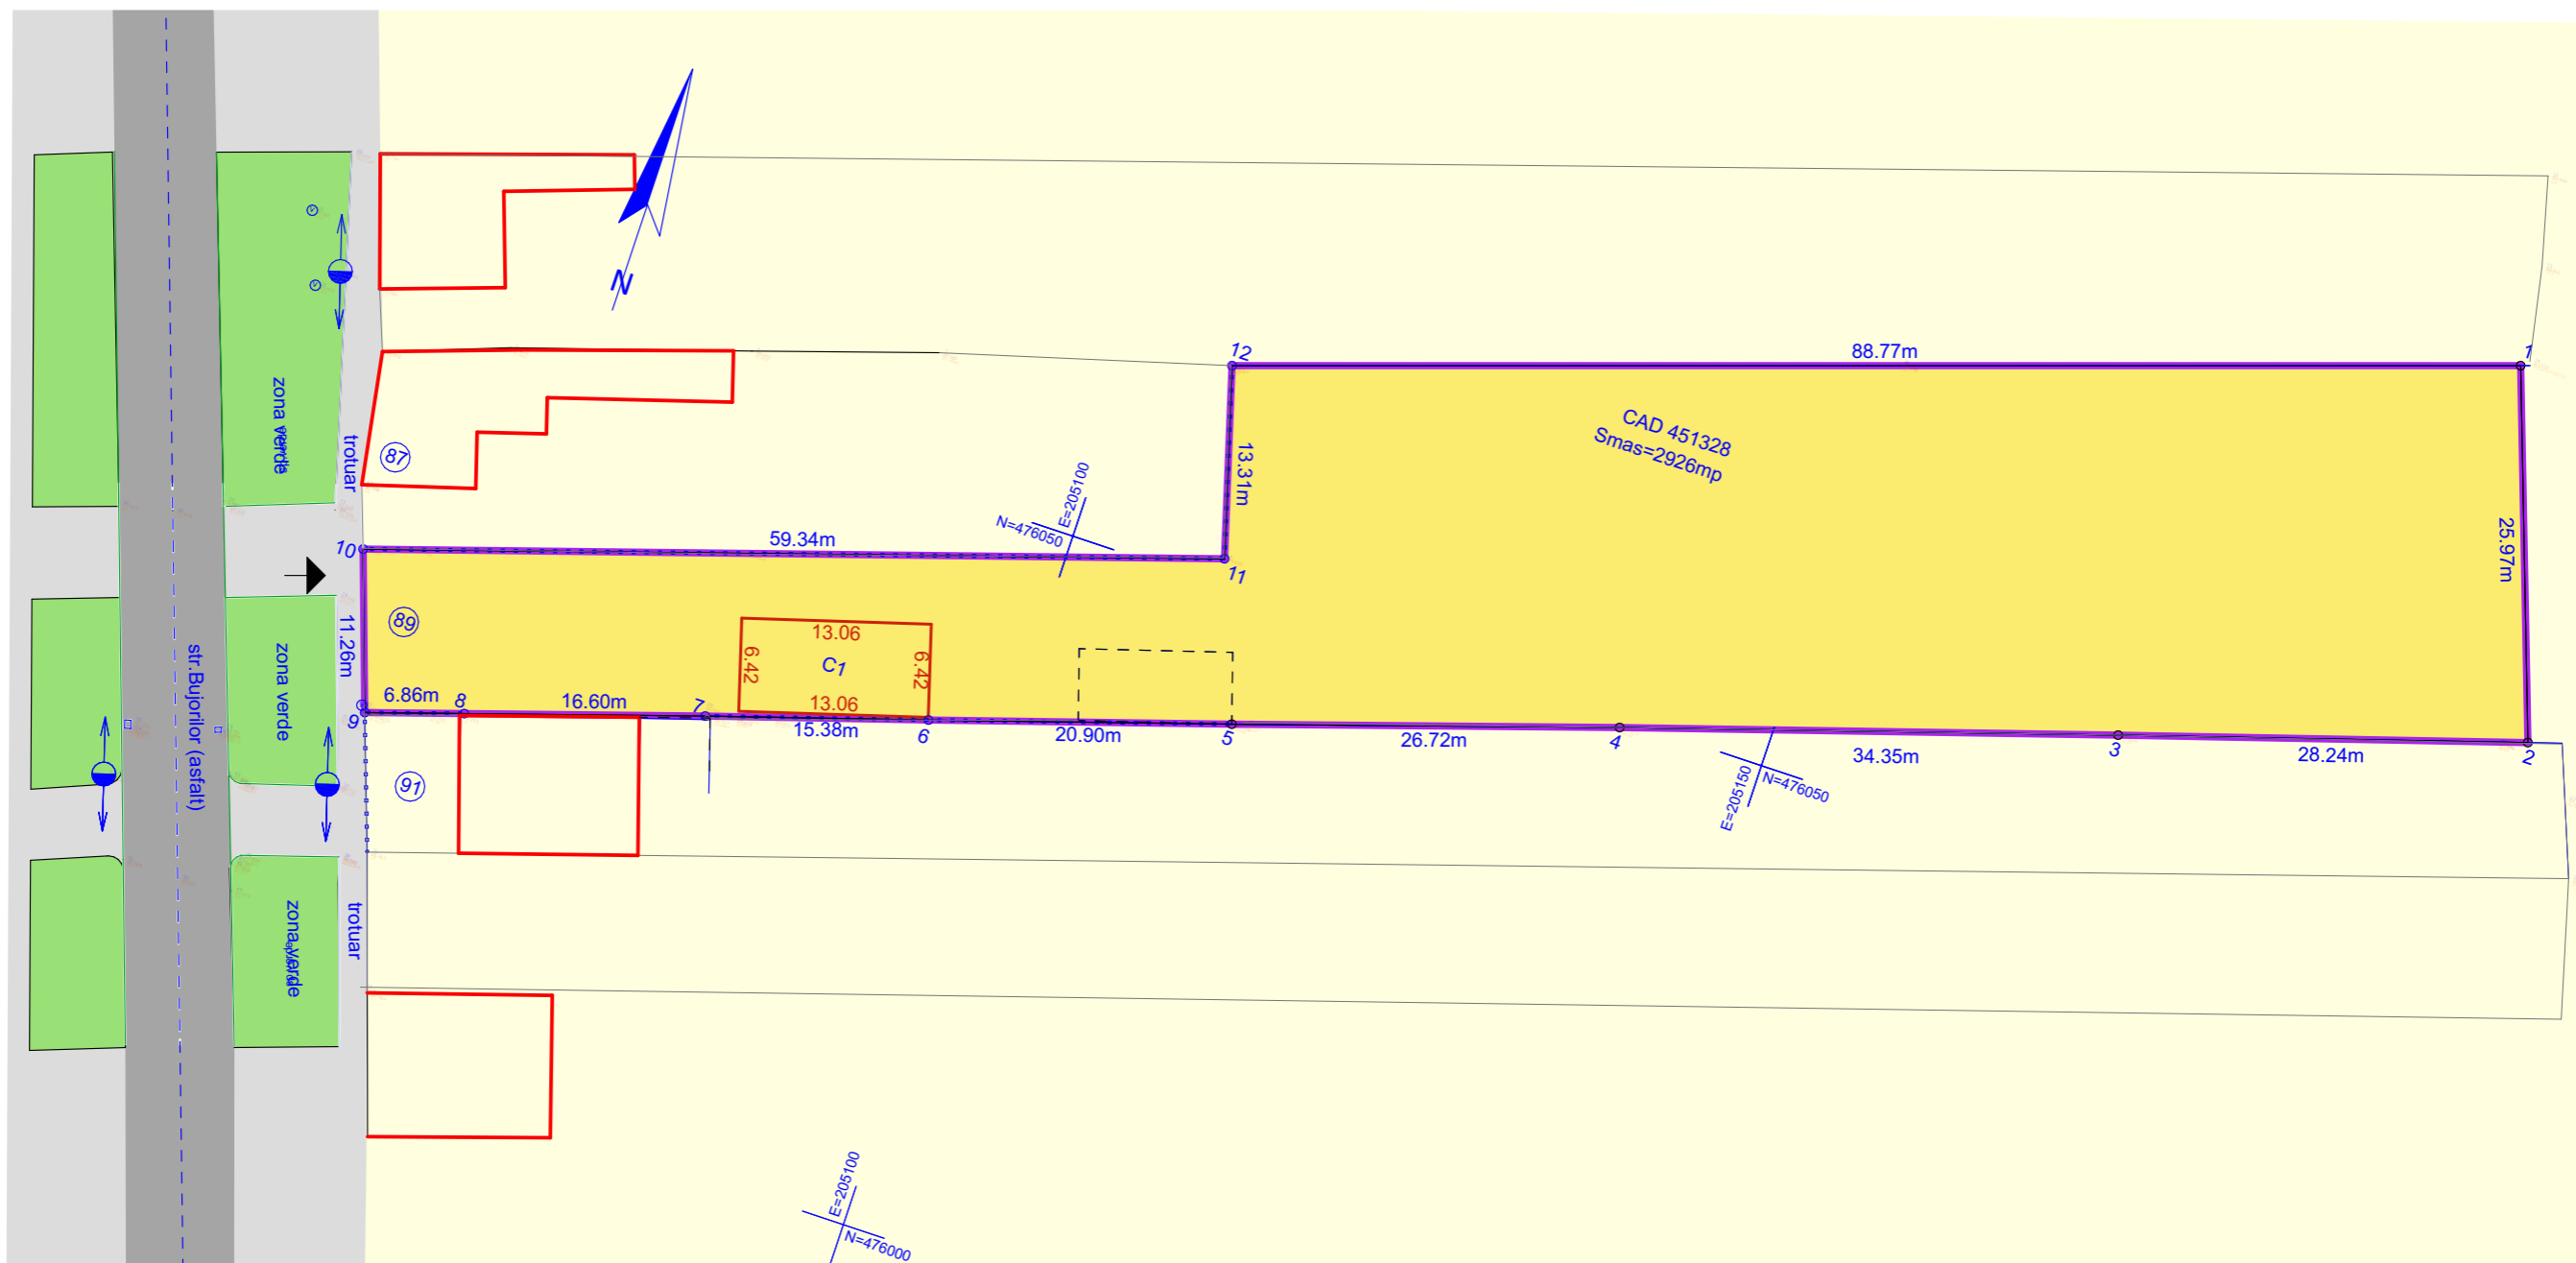 N
12
88.77m
1
CAD 451328
Smas=2926mp
zona verde
trotuar
87
13.31m
E=205100
N=476050
10
59.34m
11
25.97m
89
11.26m
13.06
6.42
C1
6.42
13.06
str.Bujorilor (asfalt)
zona verde
6.86m
8
16.60m
7
9
15.38m
6
20.90m
5
26.72m
4
34.35m
3
28.24m
2
91
E=205150
N=476050
zona verde
trotuar
E=205100
N=476000